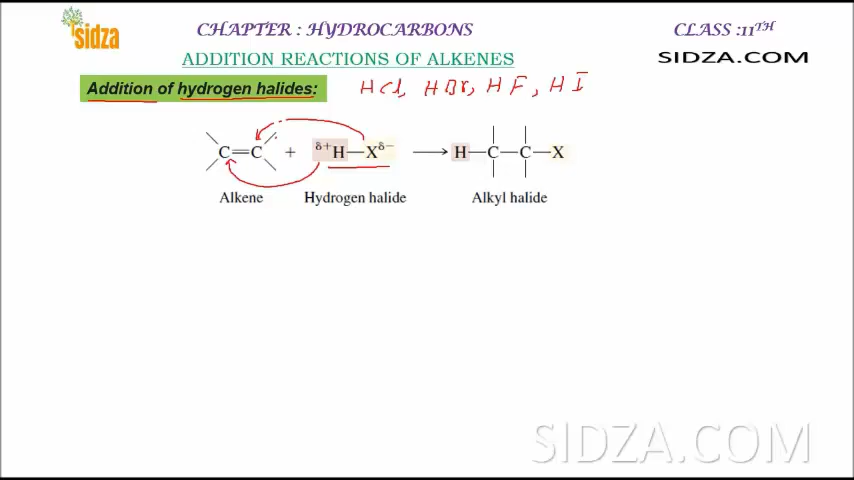 sidza
CHAPTER : HYDROCARBONS
CLASS :11TH
ADDITION REACTIONS OF ALKENES
SIDZA.COM
Addition of hydrogen halides:
HCl, HBr, HF, HI
C=C + δ+H—Xδ− ⟶ H—C—C—X
Alkene Hydrogen halide Alkyl halide
SIDZA.COM